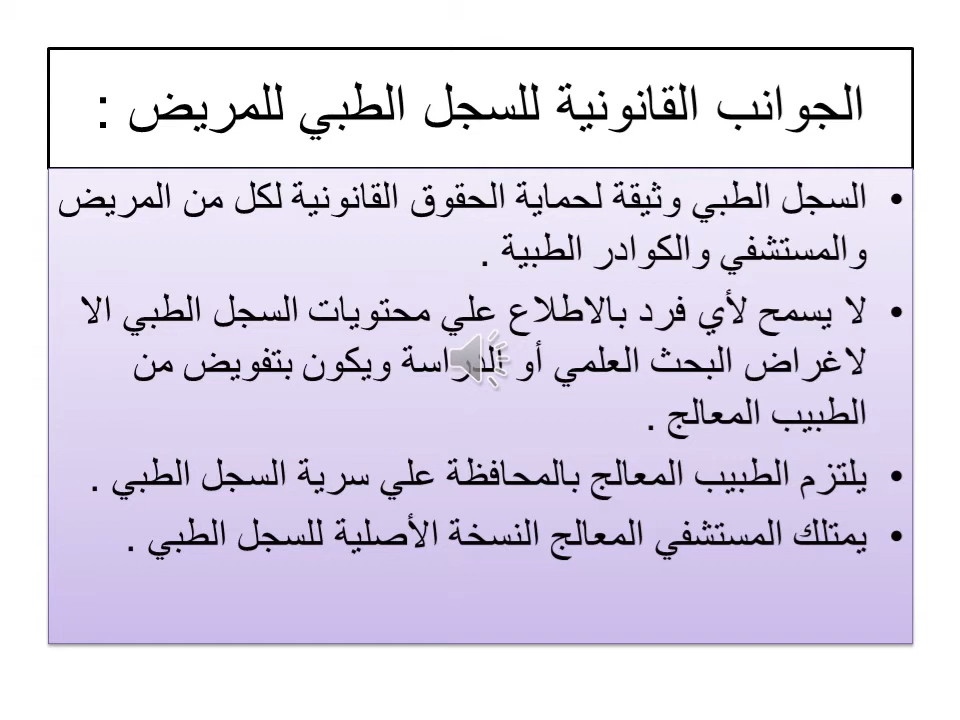 الجوانب القانونية للسجل الطبي للمريض :
• السجل الطبي وثيقة لحماية الحقوق القانونية لكل من المريض
والمستشفي والكوادر الطبية .
• لا يسمح لأي فرد بالاطلاع علي محتويات السجل الطبي الا
لاغراض البحث العلمي أو الدراسة ويكون بتفويض من
الطبيب المعالج .
• يلتزم الطبيب المعالج بالمحافظة علي سرية السجل الطبي .
• يمتلك المستشفي المعالج النسخة الأصلية للسجل الطبي .